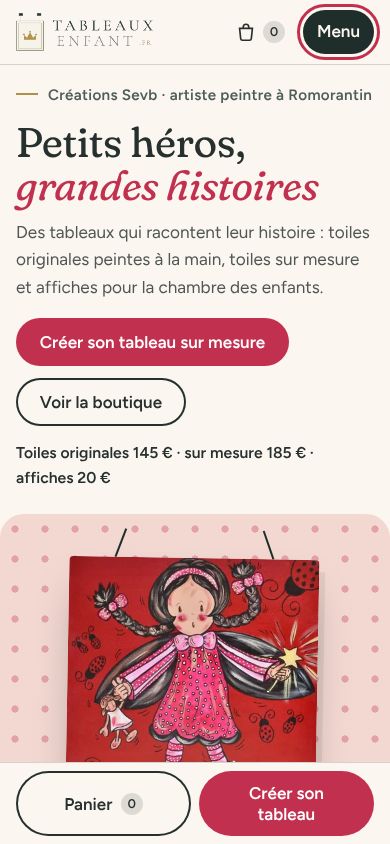 TABLEAUX
ENFANT .FR
0
Menu
Créations Sevb · artiste peintre à Romorantin
Petits héros,
grandes histoires
Des tableaux qui racontent leur histoire : toiles
originales peintes à la main, toiles sur mesure
et affiches pour la chambre des enfants.
Créer son tableau sur mesure
Voir la boutique
Toiles originales 145 € · sur mesure 185 € ·
affiches 20 €
Panier 0
Créer son
tableau